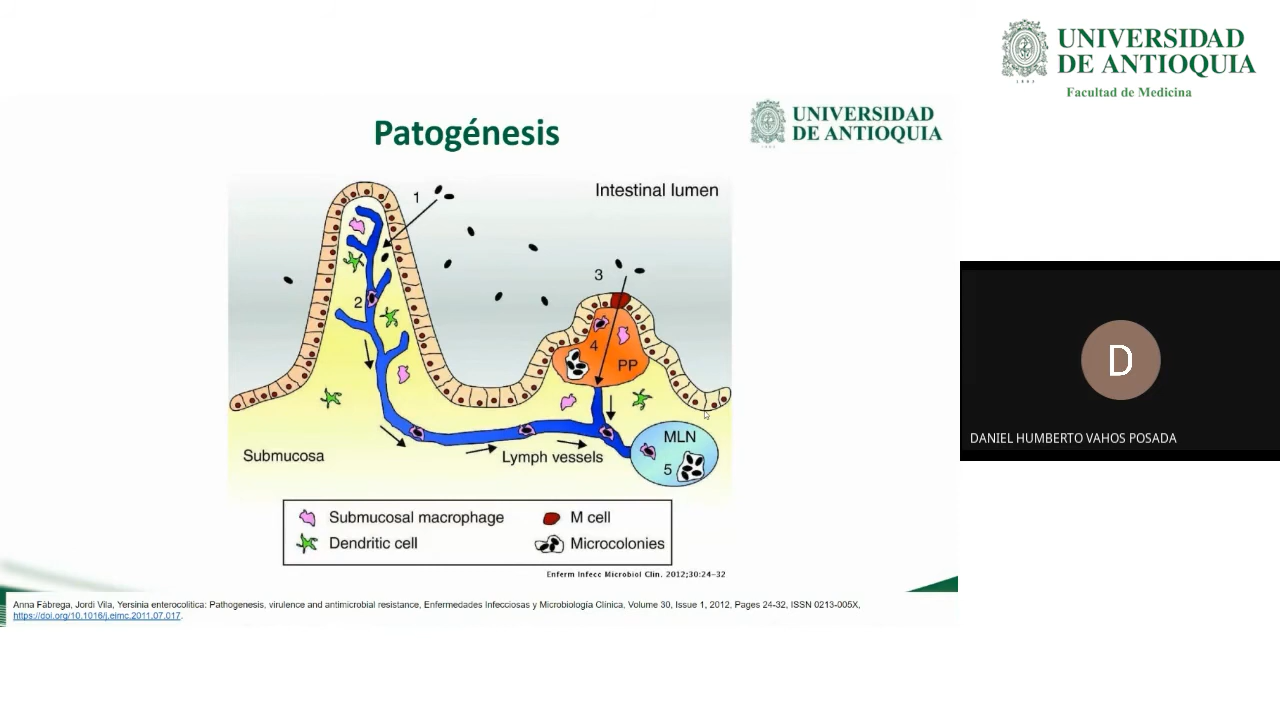 UNIVERSIDAD
DE ANTIOQUIA
Facultad de Medicina
Patogénesis
UNIVERSIDAD
DE ANTIOQUIA
1
Intestinal lumen
3
2
4
PP
MLN
5
Submucosa
Lymph vessels
Submucosal macrophage
M cell
Dendritic cell
Microcolonies
Enferm Infecc Microbiol Clin. 2012;30:24–32
Anna Fàbrega, Jordi Vila, Yersinia enterocolitica: Pathogenesis, virulence and antimicrobial resistance, Enfermedades Infecciosas y Microbiología Clínica, Volume 30, Issue 1, 2012, Pages 24-32, ISSN 0213-005X,
https://doi.org/10.1016/j.eimc.2011.07.017.
D
DANIEL HUMBERTO VAHOS POSADA